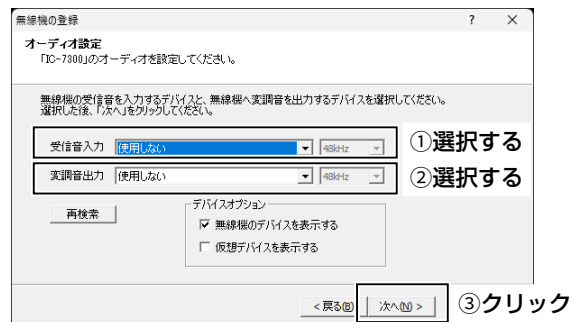 無線機の登録 ? ×
オーディオ設定
「IC-7300」のオーディオを設定してください。
無線機の受信音を入力するデバイスと、無線機へ変調音を出力するデバイスを選択してください。
選択した後、「次へ」をクリックしてください。
受信音入力 使用しない 48kHz ①選択する
変調音出力 使用しない 48kHz ②選択する
再検索
デバイスオプション
無線機のデバイスを表示する
仮想デバイスを表示する
< 戻る(B) 次へ(N) > ③クリック